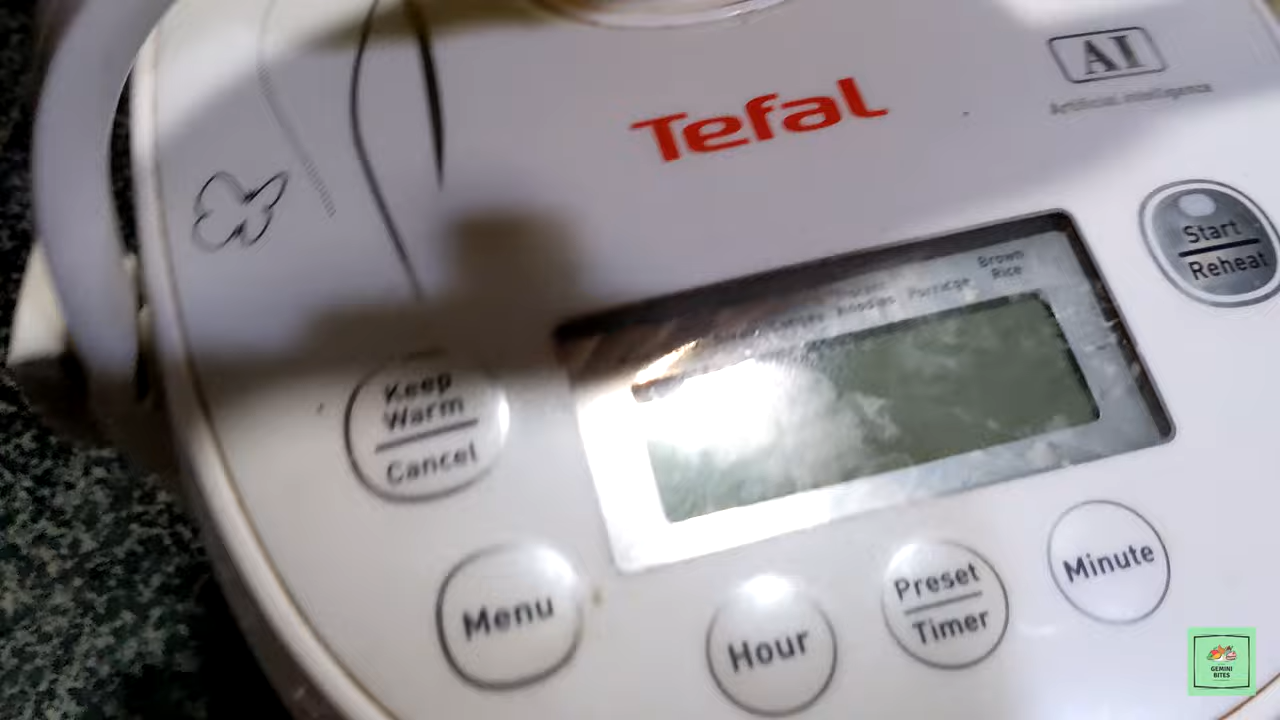 AI
Artificial intelligence
Tefal
Start
Reheat
Brown
Rice
Noodles
Porridge
Keep
Warm
Cancel
Menu
Hour
Preset
Timer
Minute
GEMINI
BITES